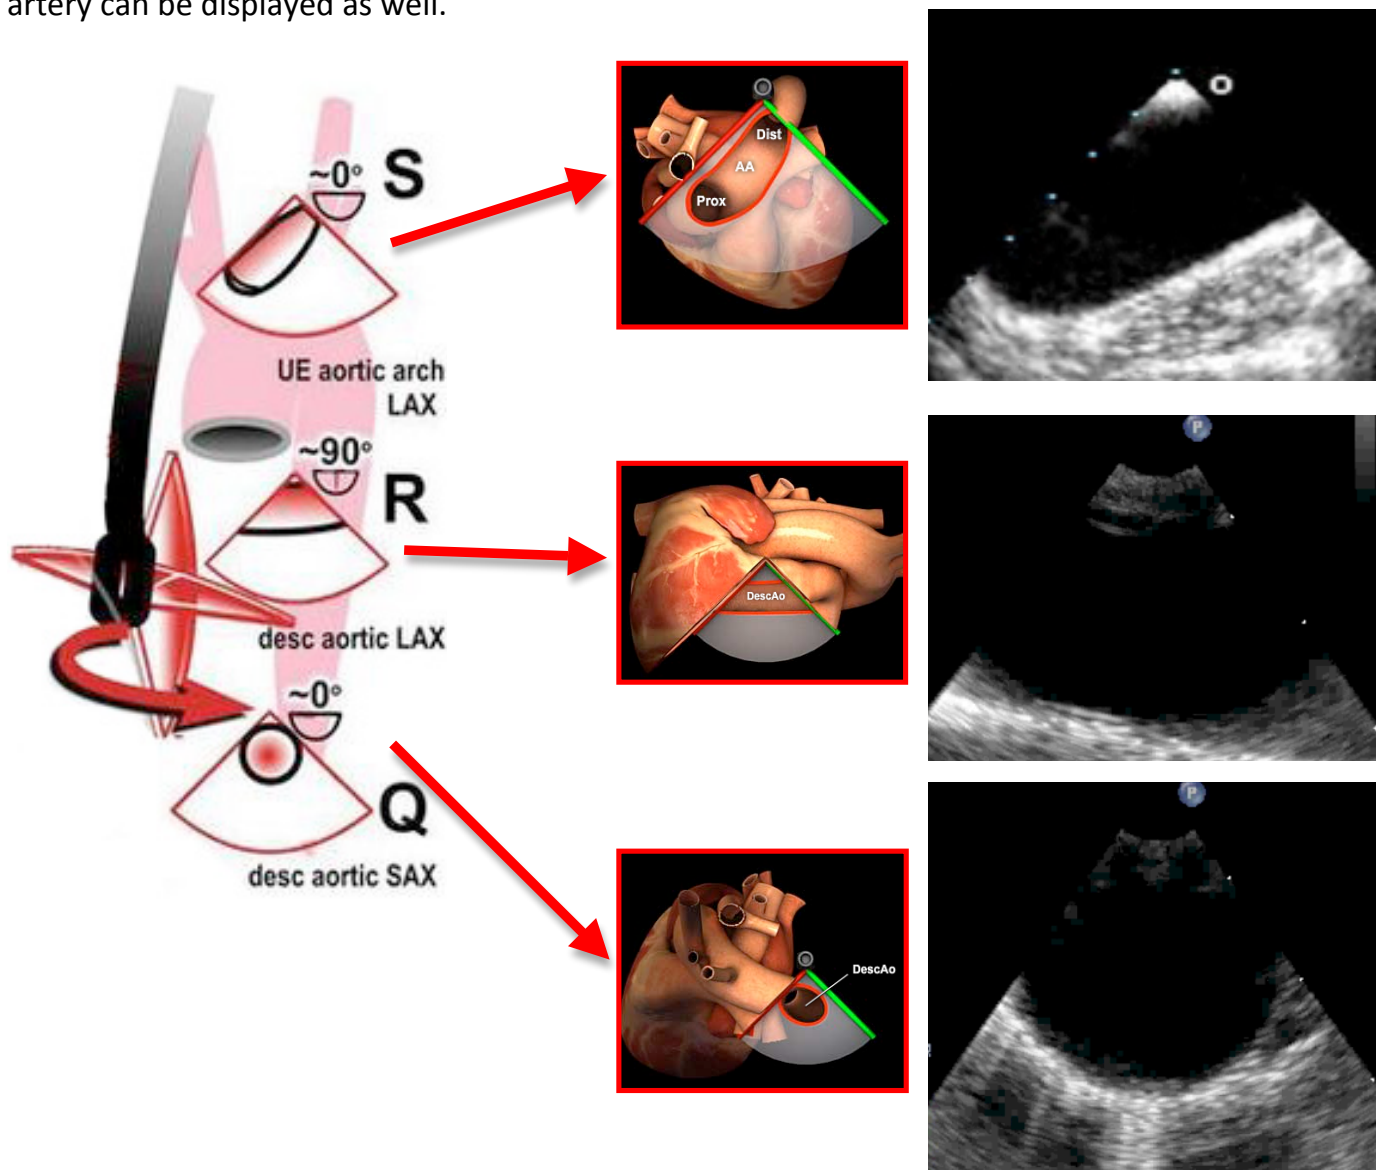 artery can be displayed as well.
~0° S
UE aortic arch
LAX
~90°
R
desc aortic LAX
~0°
Q
desc aortic SAX
Dist
AA
Prox
DescAo
DescAo
P
P